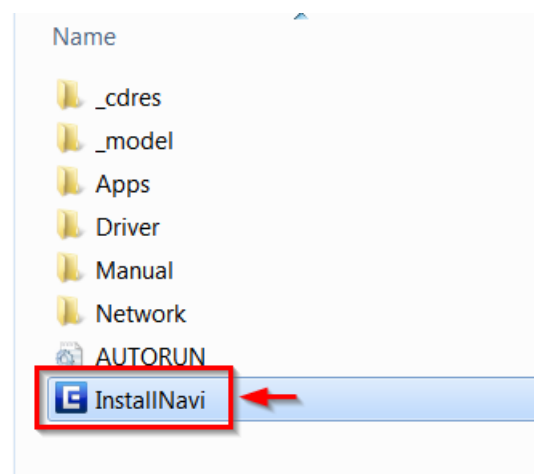 Name
_cdres
_model
Apps
Driver
Manual
Network
AUTORUN
InstallNavi